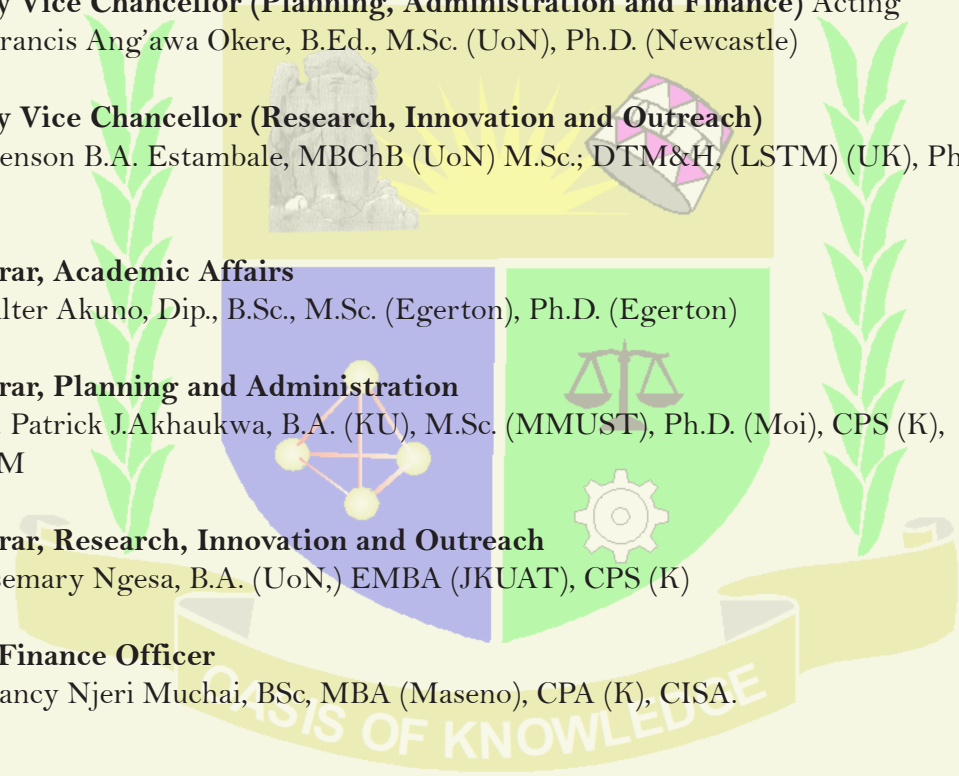 y Vice Chancellor (Planning, Administration and Finance) Acting
rancis Ang'awa Okere, B.Ed., M.Sc. (UoN), Ph.D. (Newcastle)
y Vice Chancellor (Research, Innovation and Outreach)
enson B.A. Estambale, MBChB (UoN) M.Sc.; DTM&H, (LSTM) (UK), Ph
rar, Academic Affairs
lter Akuno, Dip., B.Sc., M.Sc. (Egerton), Ph.D. (Egerton)
rar, Planning and Administration
. Patrick J.Akhaukwa, B.A. (KU), M.Sc. (MMUST), Ph.D. (Moi), CPS (K),
M
rar, Research, Innovation and Outreach
semary Ngesa, B.A. (UoN,) EMBA (JKUAT), CPS (K)
Finance Officer
ancy Njeri Muchai, BSc, MBA (Maseno), CPA (K), CISA.
OASIS OF KNOWLEDGE